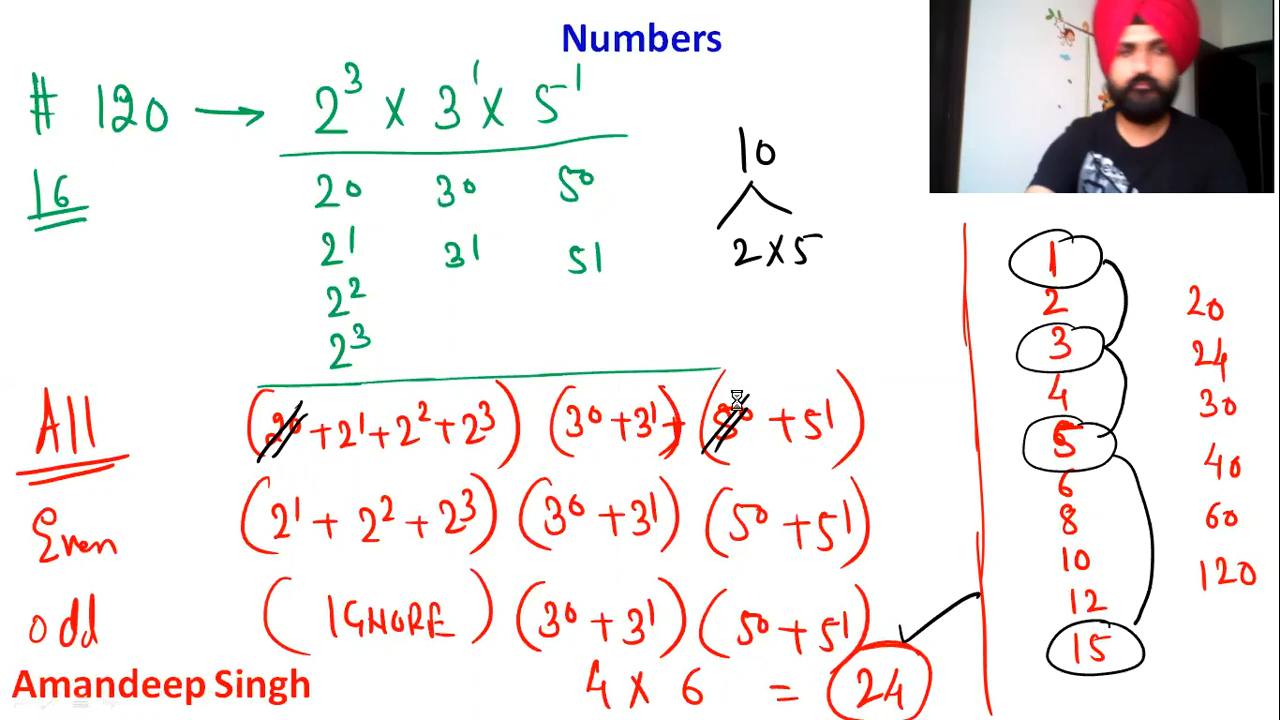 Numbers
# 120 → 2³ × 3¹ × 5¹
16
2⁰ 3⁰ 5⁰
2¹ 3¹ 5¹
2²
2³
10
2 × 5
All (2⁰ + 2¹ + 2² + 2³) (3⁰ + 3¹) (5⁰ + 5¹)
Even (2¹ + 2² + 2³) (3⁰ + 3¹) (5⁰ + 5¹)
odd (IGNORE) (3⁰ + 3¹) (5⁰ + 5¹)
4 × 6 = 24
Amandeep Singh
1
2
3
4
5
6
8
10
12
15
20
24
30
40
60
120